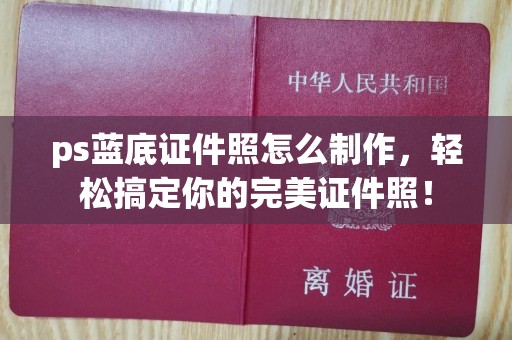 中华人民共和国
ps蓝底证件照怎么制作，轻
松搞定你的完美证件照！
离婚证